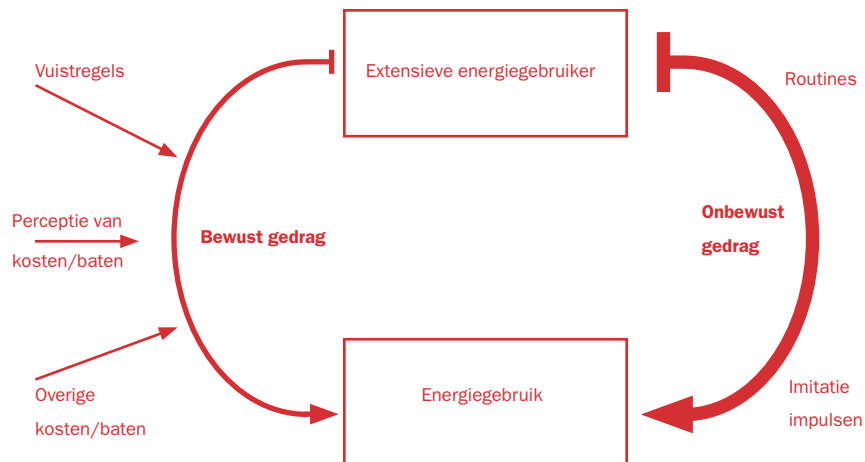 Vuistregels
Extensieve energiegebruiker
Routines
Perceptie van
kosten/baten
Bewust gedrag
Onbewust
gedrag
Overige
kosten/baten
Energiegebruik
Imitatie
impulsen